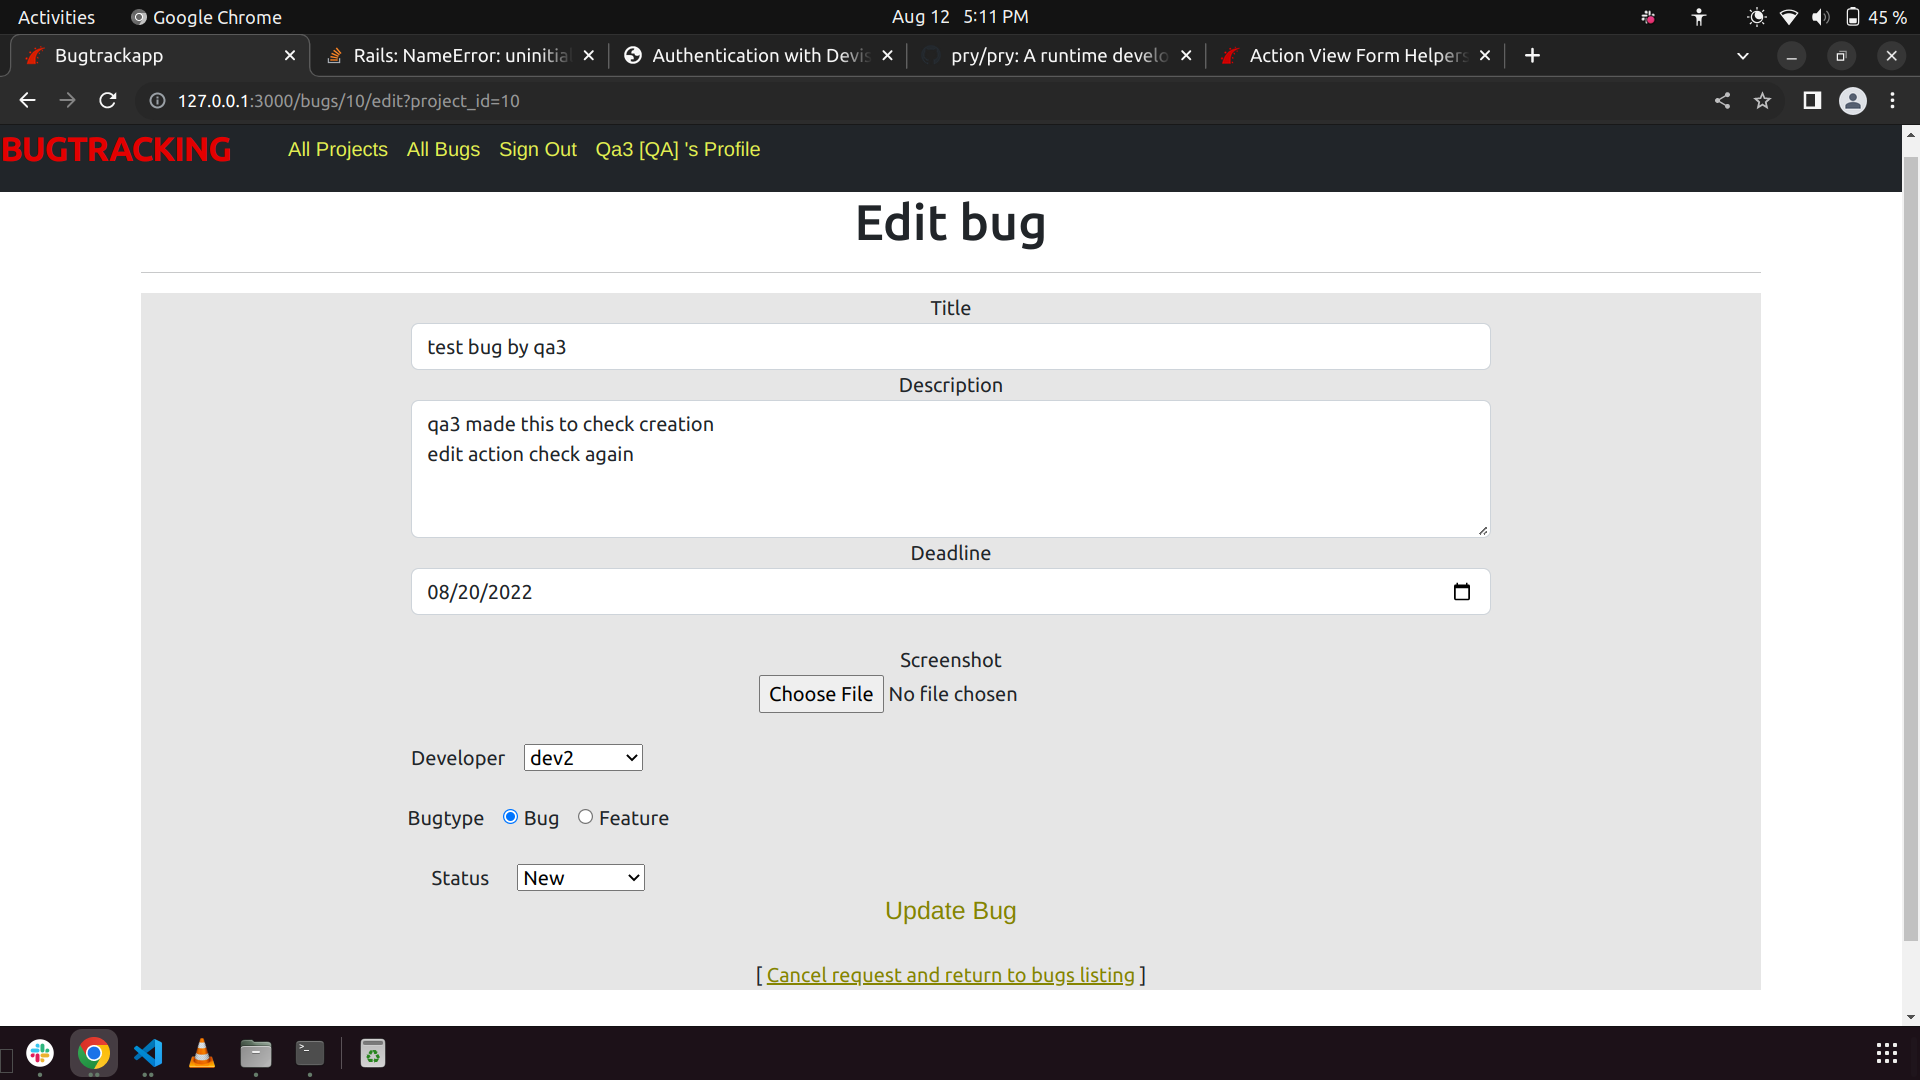 Activities Google Chrome Aug 12 5:11 PM 45 %
Bugtrackapp Rails: NameError: uninitia Authentication with Devis pry/pry: A runtime develo Action View Form Helpers
127.0.0.1:3000/bugs/10/edit?project_id=10
BUGTRACKING All Projects All Bugs Sign Out Qa3 [QA] 's Profile
Edit bug
Title
test bug by qa3
Description
qa3 made this to check creation
edit action check again
Deadline
08/20/2022
Screenshot
Choose File No file chosen
Developer dev2
Bugtype Bug Feature
Status New
Update Bug
[ Cancel request and return to bugs listing ]